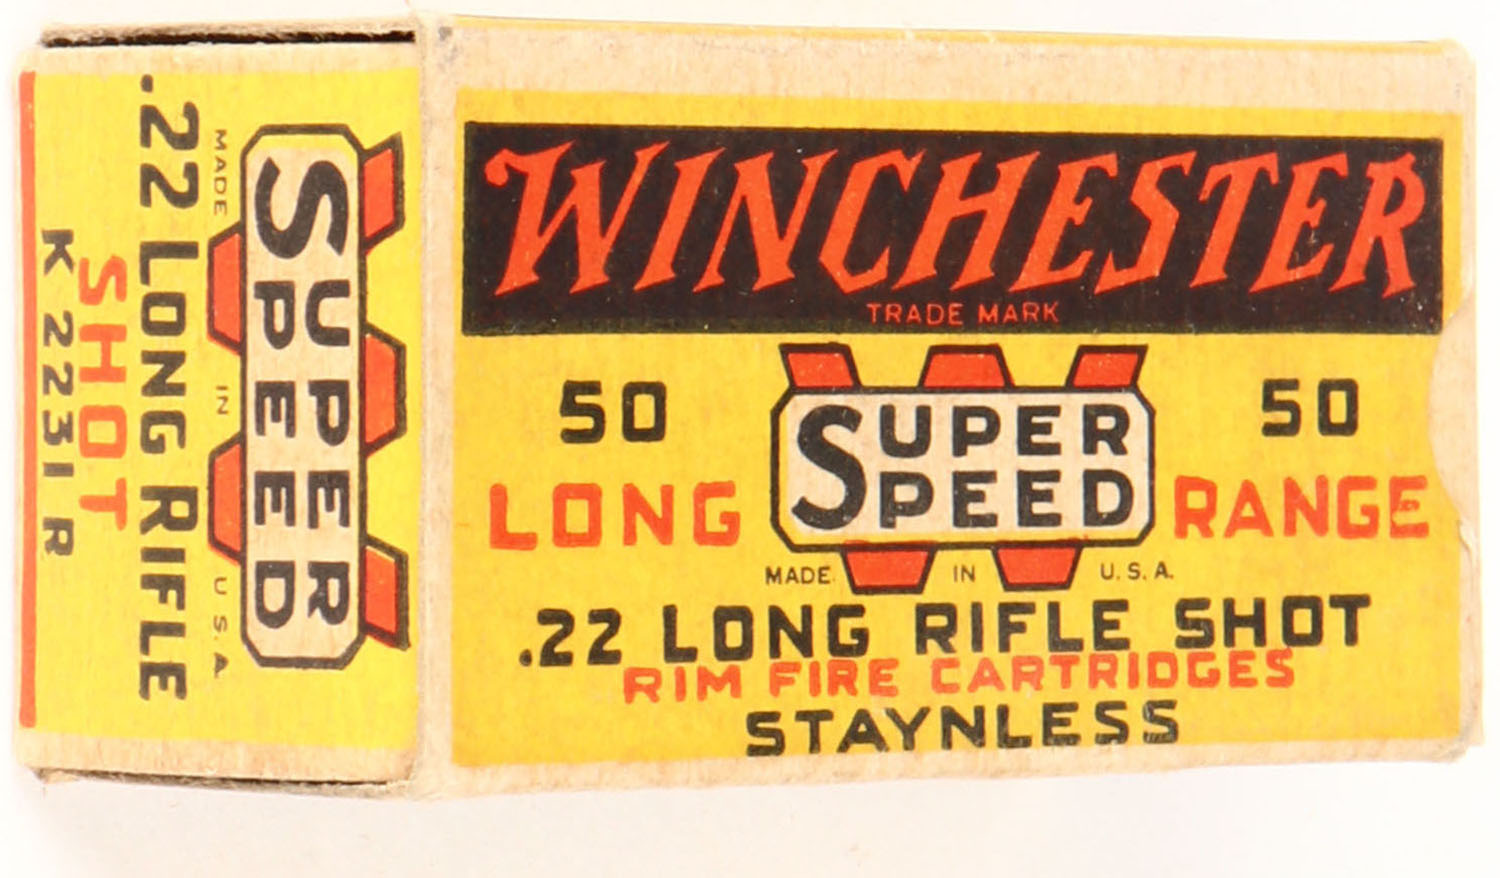 WINCHESTER
TRADE MARK
50 SUPER SPEED 50
LONG RANGE
MADE IN U.S.A.
.22 LONG RIFLE SHOT
RIM FIRE CARTRIDGES
STAYNLESS
SUPER
SPEED
MADE IN U.S.A.
.22 LONG RIFLE
SHOT
K 2231 R